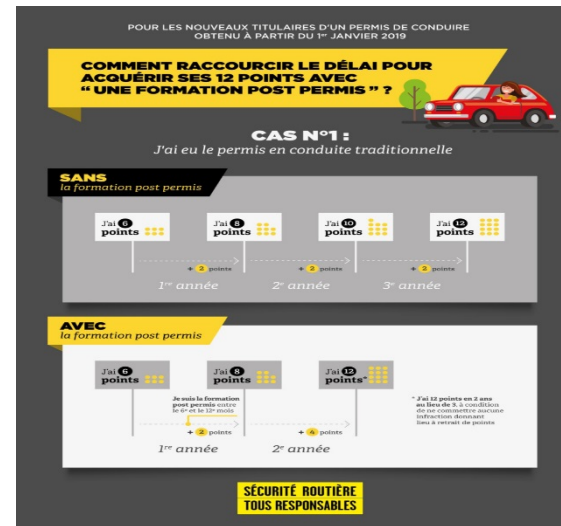 POUR LES NOUVEAUX TITULAIRES D'UN PERMIS DE CONDUIRE
OBTENU À PARTIR DU 1er JANVIER 2019
COMMENT RACCOURCIR LE DÉLAI POUR
ACQUÉRIR SES 12 POINTS AVEC
“ UNE FORMATION POST PERMIS ” ?
CAS N°1 :
J'ai eu le permis en conduite traditionnelle
SANS
la formation post permis
J'ai 6
points
J'ai 8
points
J'ai 10
points
J'ai 12
points
+ 2 points
+ 2 points
+ 2 points
1re année
2e année
3e année
AVEC
la formation post permis
J'ai 6
points
J'ai 8
points
J'ai 12
points*
Je suis la formation
post permis entre
le 6e et le 12e mois
+ 2 points
+ 4 points
1re année
2e année
* J'ai 12 points en 2 ans
au lieu de 3, à condition
de ne commettre aucune
infraction donnant
lieu à retrait de points
SÉCURITÉ ROUTIÈRE
TOUS RESPONSABLES